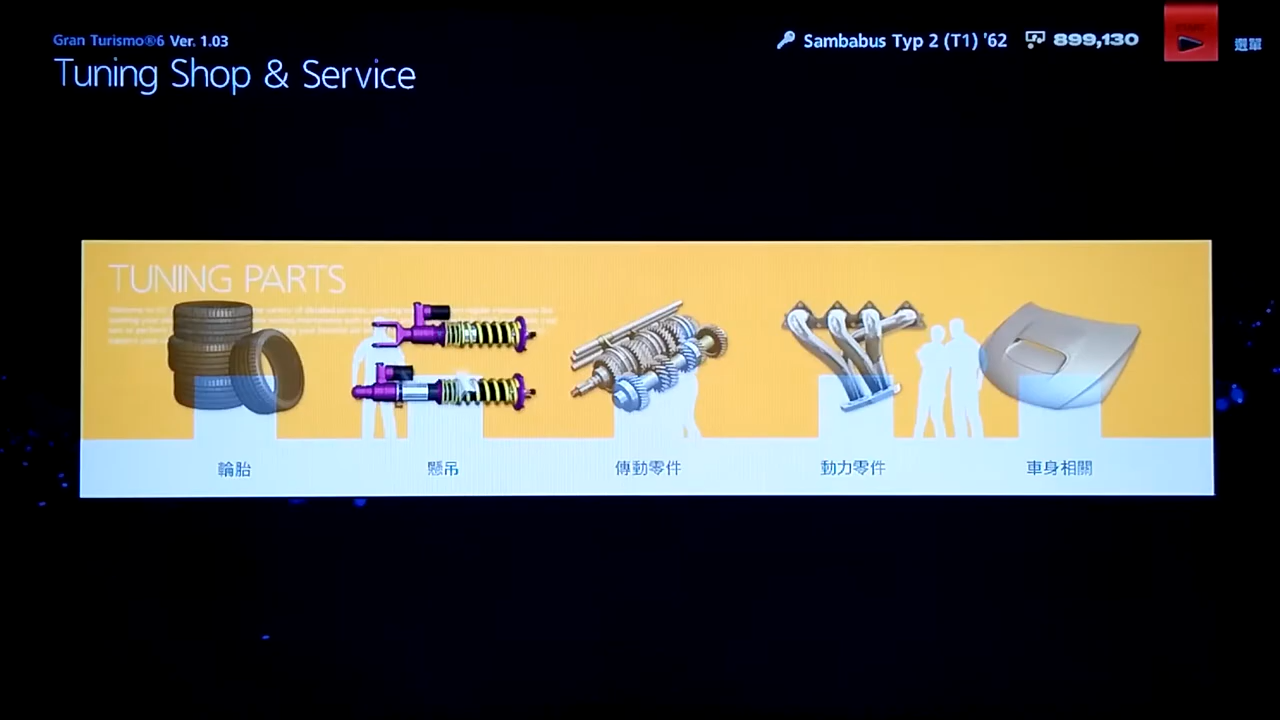 Gran Turismo®6 Ver. 1.03
Tuning Shop & Service
Sambabus Typ 2 (T1) '62
899,130
選單
TUNING PARTS
輪胎
懸吊
傳動零件
動力零件
車身相關